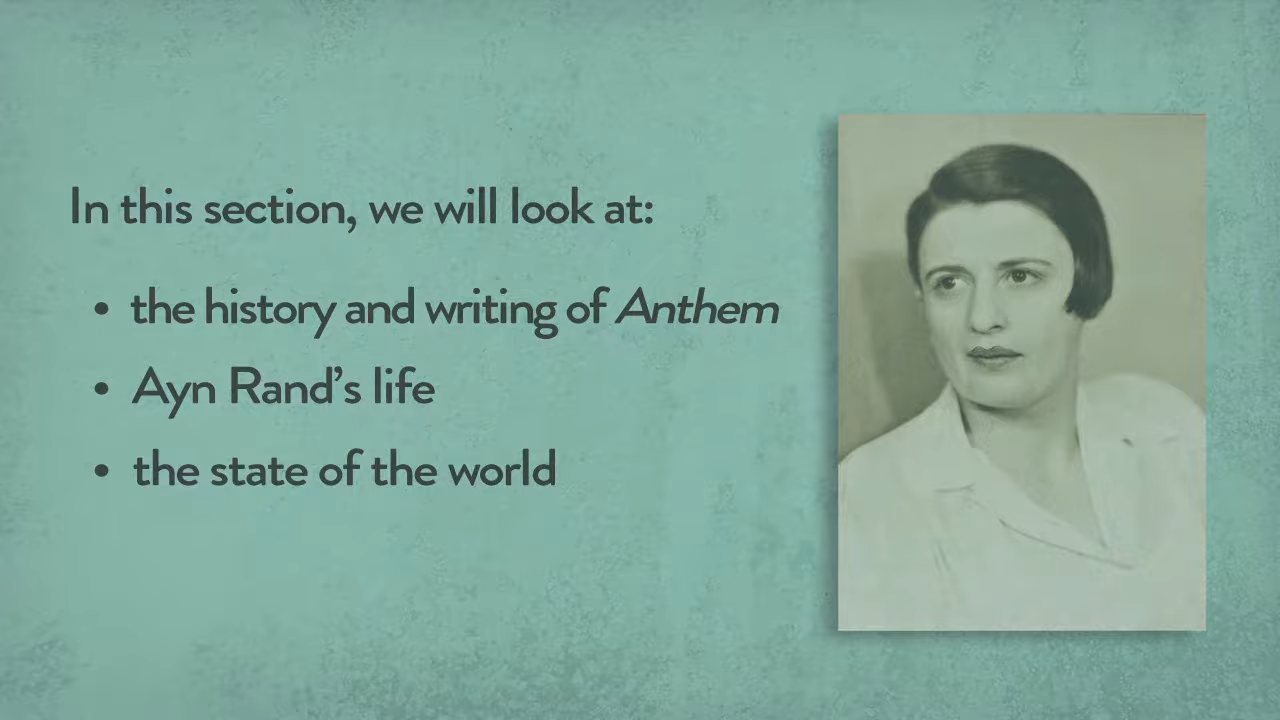 In this section, we will look at:
• the history and writing of Anthem
• Ayn Rand’s life
• the state of the world